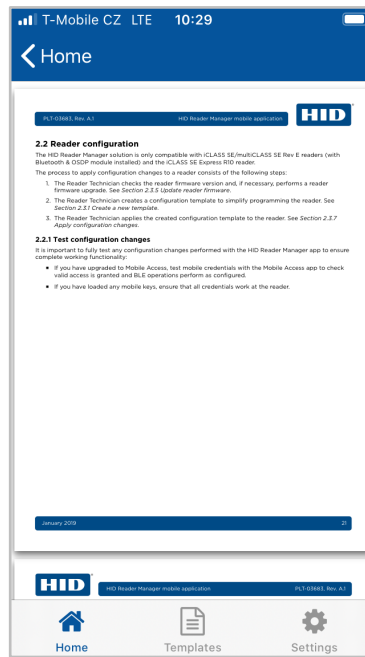 T-Mobile CZ LTE 10:29
Home
PLT-03683, Rev. A.1 HID Reader Manager mobile application HID
2.2 Reader configuration
The HID Reader Manager solution is only compatible with iCLASS SE/multiCLASS SE Rev E readers (with
Bluetooth & OSDP module installed) and the iCLASS SE Express R10 reader.
The process to apply configuration changes to a reader consists of the following steps:
1. The Reader Technician checks the reader firmware version and, if necessary, performs a reader
firmware upgrade. See Section 2.3.5 Update reader firmware.
2. The Reader Technician creates a configuration template to simplify programming the reader. See
Section 2.3.1 Create a new template.
3. The Reader Technician applies the created configuration template to the reader. See Section 2.3.7
Apply configuration changes.
2.2.1 Test configuration changes
It is important to fully test any configuration changes performed with the HID Reader Manager app to ensure
complete working functionality:
▪ If you have upgraded to Mobile Access, test mobile credentials with the Mobile Access app to check
valid access is granted and BLE operations perform as configured.
▪ If you have loaded any mobile keys, ensure that all credentials work at the reader.
January 2019 21
HID HID Reader Manager mobile application PLT-03683, Rev. A.1
Home Templates Settings